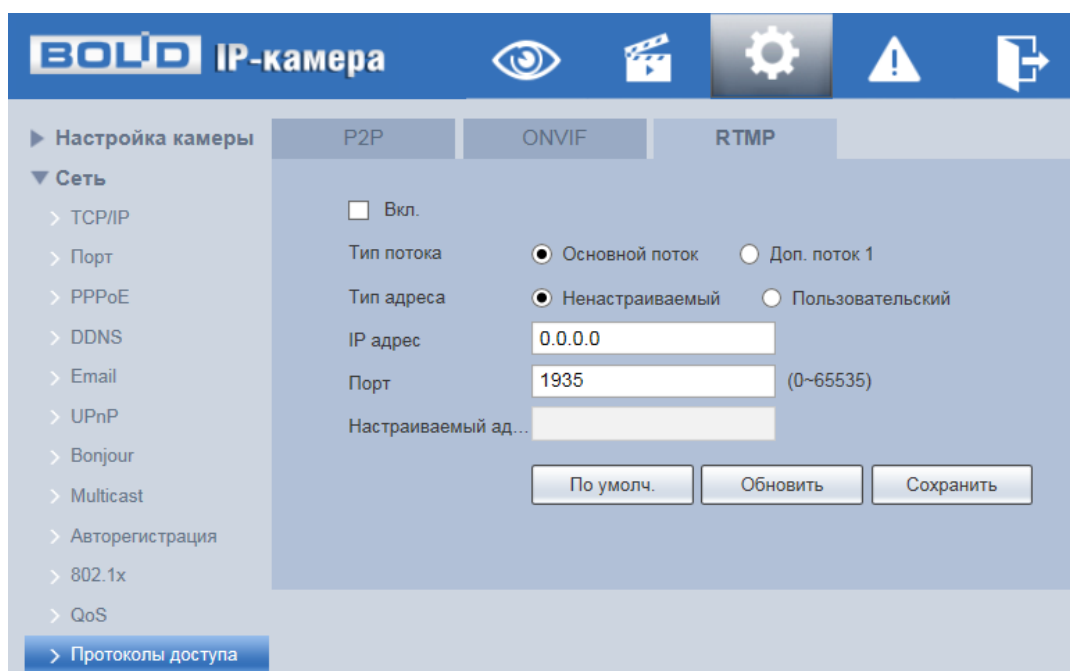 BOLID IP-камера
Настройка камеры
Сеть
TCP/IP
Порт
PPPoE
DDNS
Email
UPnP
Bonjour
Multicast
Авторегистрация
802.1x
QoS
Протоколы доступа
P2P
ONVIF
RTMP
Вкл.
Тип потока Основной поток Доп. поток 1
Тип адреса Ненастраиваемый Пользовательский
IP адрес 0.0.0.0
Порт 1935 (0~65535)
Настраиваемый ад...
По умолч. Обновить Сохранить